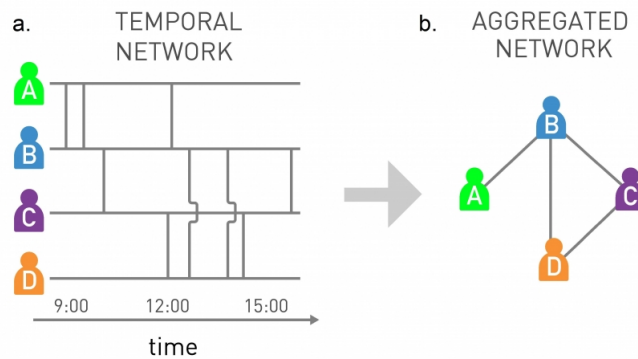 a.
TEMPORAL
NETWORK
A
B
C
D
9:00 12:00 15:00
time
b.
AGGREGATED
NETWORK
B
A
C
D